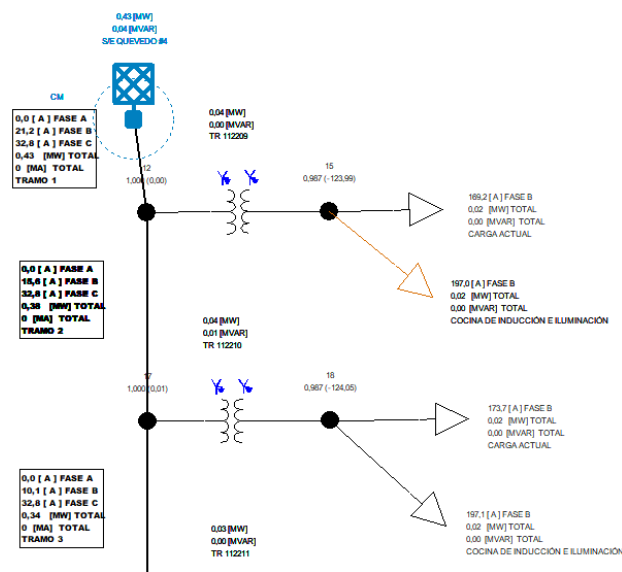 0,43 [MW]
0,04 [MVAR]
S/E QUEVEDO #4
CM
0,0 [ A ] FASE A
21,2 [ A ] FASE B
32,8 [ A ] FASE C
0,43 [MW] TOTAL
0 [MA] TOTAL
TRAMO 1
0,04 [MW]
0,00 [MVAR]
TR 112209
12
1,000 (0,00)
15
0,987 (-123,99)
169,2 [ A ] FASE B
0,02 [MW] TOTAL
0,00 [MVAR] TOTAL
CARGA ACTUAL
197,0 [ A ] FASE B
0,02 [MW] TOTAL
0,00 [MVAR] TOTAL
COCINA DE INDUCCIÓN E ILUMINACIÓN
0,0 [ A ] FASE A
15,6 [ A ] FASE B
32,8 [ A ] FASE C
0,38 [MW] TOTAL
0 [MA] TOTAL
TRAMO 2
0,04 [MW]
0,01 [MVAR]
TR 112210
17
1,000 (0,01)
18
0,987 (-124,05)
173,7 [ A ] FASE B
0,02 [MW] TOTAL
0,00 [MVAR] TOTAL
CARGA ACTUAL
197,1 [ A ] FASE B
0,02 [MW] TOTAL
0,00 [MVAR] TOTAL
COCINA DE INDUCCIÓN E ILUMINACIÓN
0,0 [ A ] FASE A
10,1 [ A ] FASE B
32,8 [ A ] FASE C
0,34 [MW] TOTAL
0 [MA] TOTAL
TRAMO 3
0,03 [MW]
0,00 [MVAR]
TR 112211